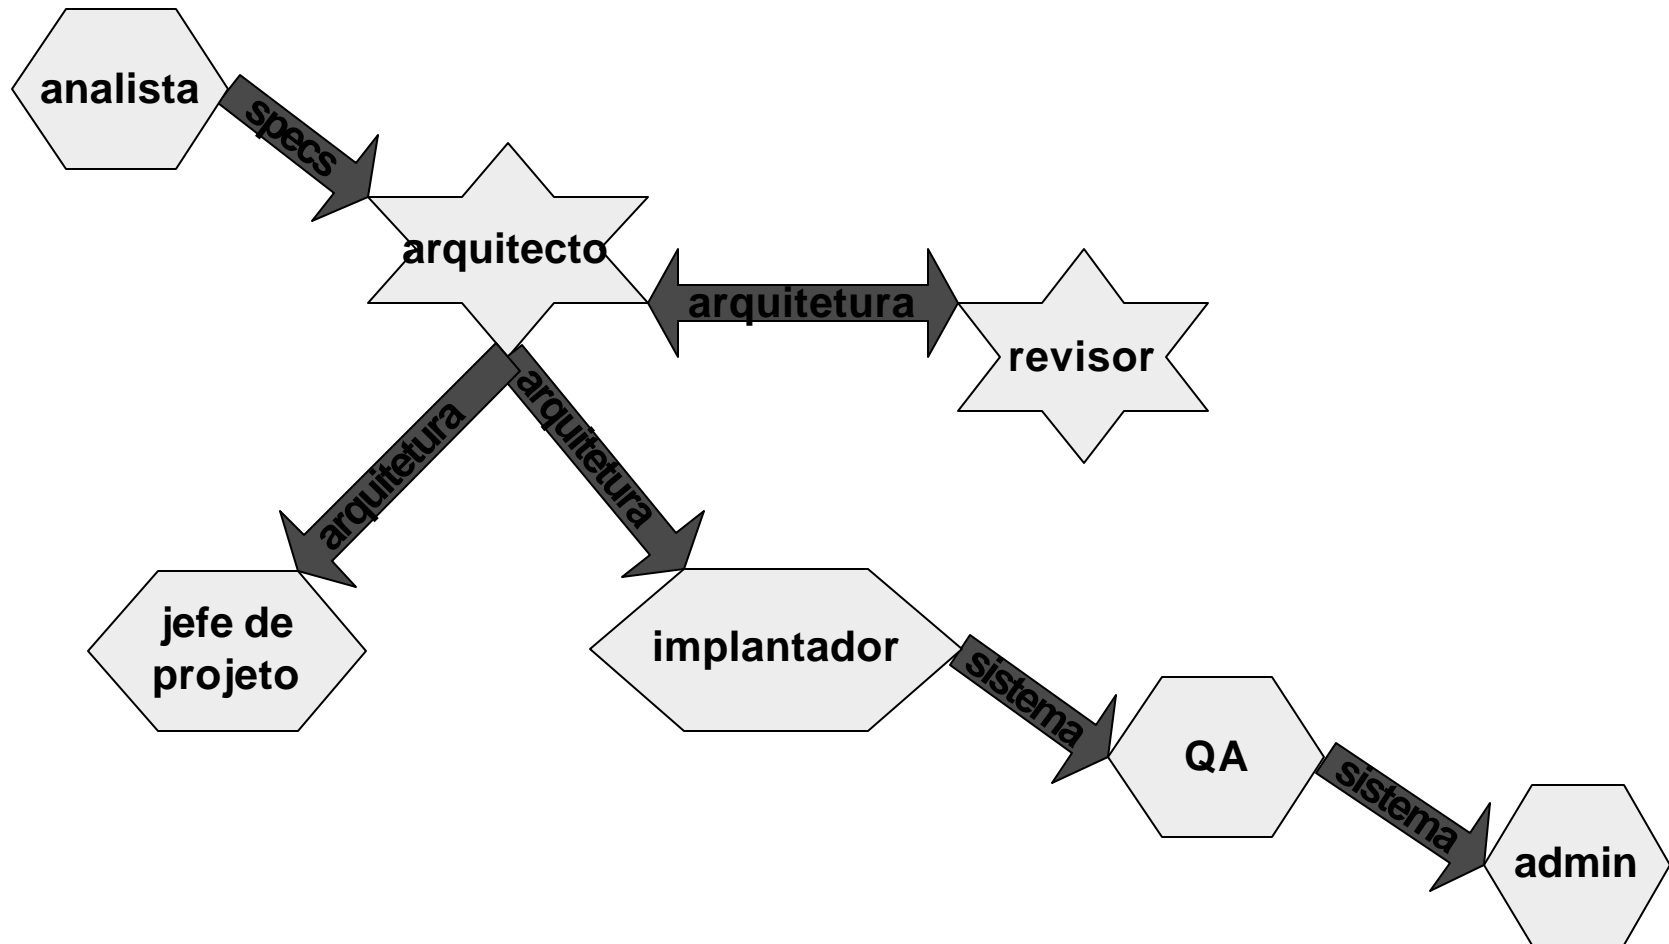 analista
specs
arquitecto
arquitetura
revisor
arquitetura
arquitetura
jefe de
projeto
implantador
sistema
QA
sistema
admin